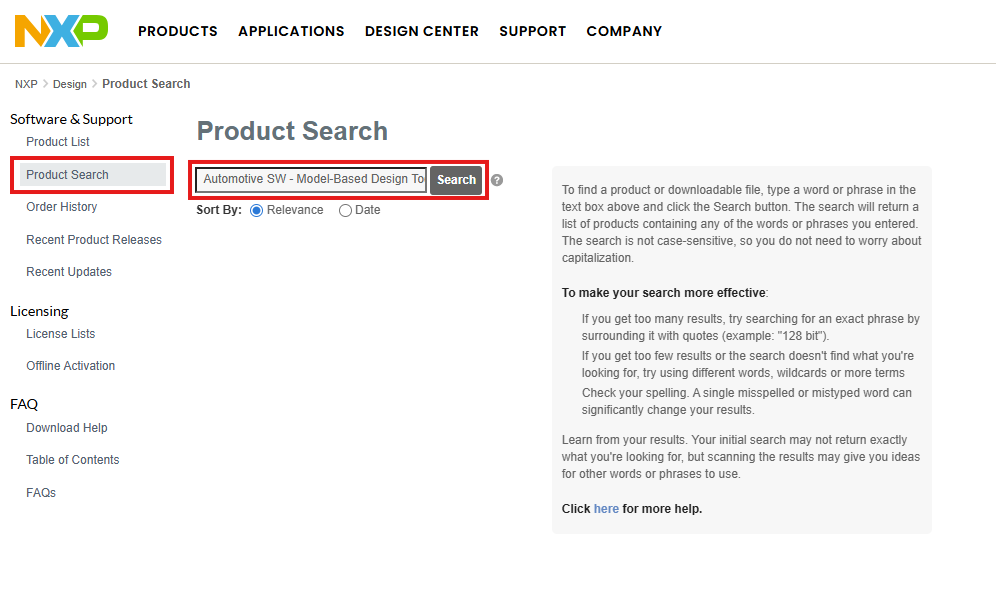 NXP
PRODUCTS APPLICATIONS DESIGN CENTER SUPPORT COMPANY
NXP > Design > Product Search
Software & Support
Product List
Product Search
Order History
Recent Product Releases
Recent Updates
Licensing
License Lists
Offline Activation
FAQ
Download Help
Table of Contents
FAQs
Product Search
Automotive SW - Model-Based Design To
Search
?
Sort By: Relevance Date
To find a product or downloadable file, type a word or phrase in the
text box above and click the Search button. The search will return a
list of products containing any of the words or phrases you entered.
The search is not case-sensitive, so you do not need to worry about
capitalization.
To make your search more effective:
If you get too many results, try searching for an exact phrase by
surrounding it with quotes (example: "128 bit").
If you get too few results or the search doesn't find what you're
looking for, try using different words, wildcards or more terms
Check your spelling. A single misspelled or mistyped word can
significantly change your results.
Learn from your results. Your initial search may not return exactly
what you're looking for, but scanning the results may give you ideas
for other words or phrases to use.
Click here for more help.